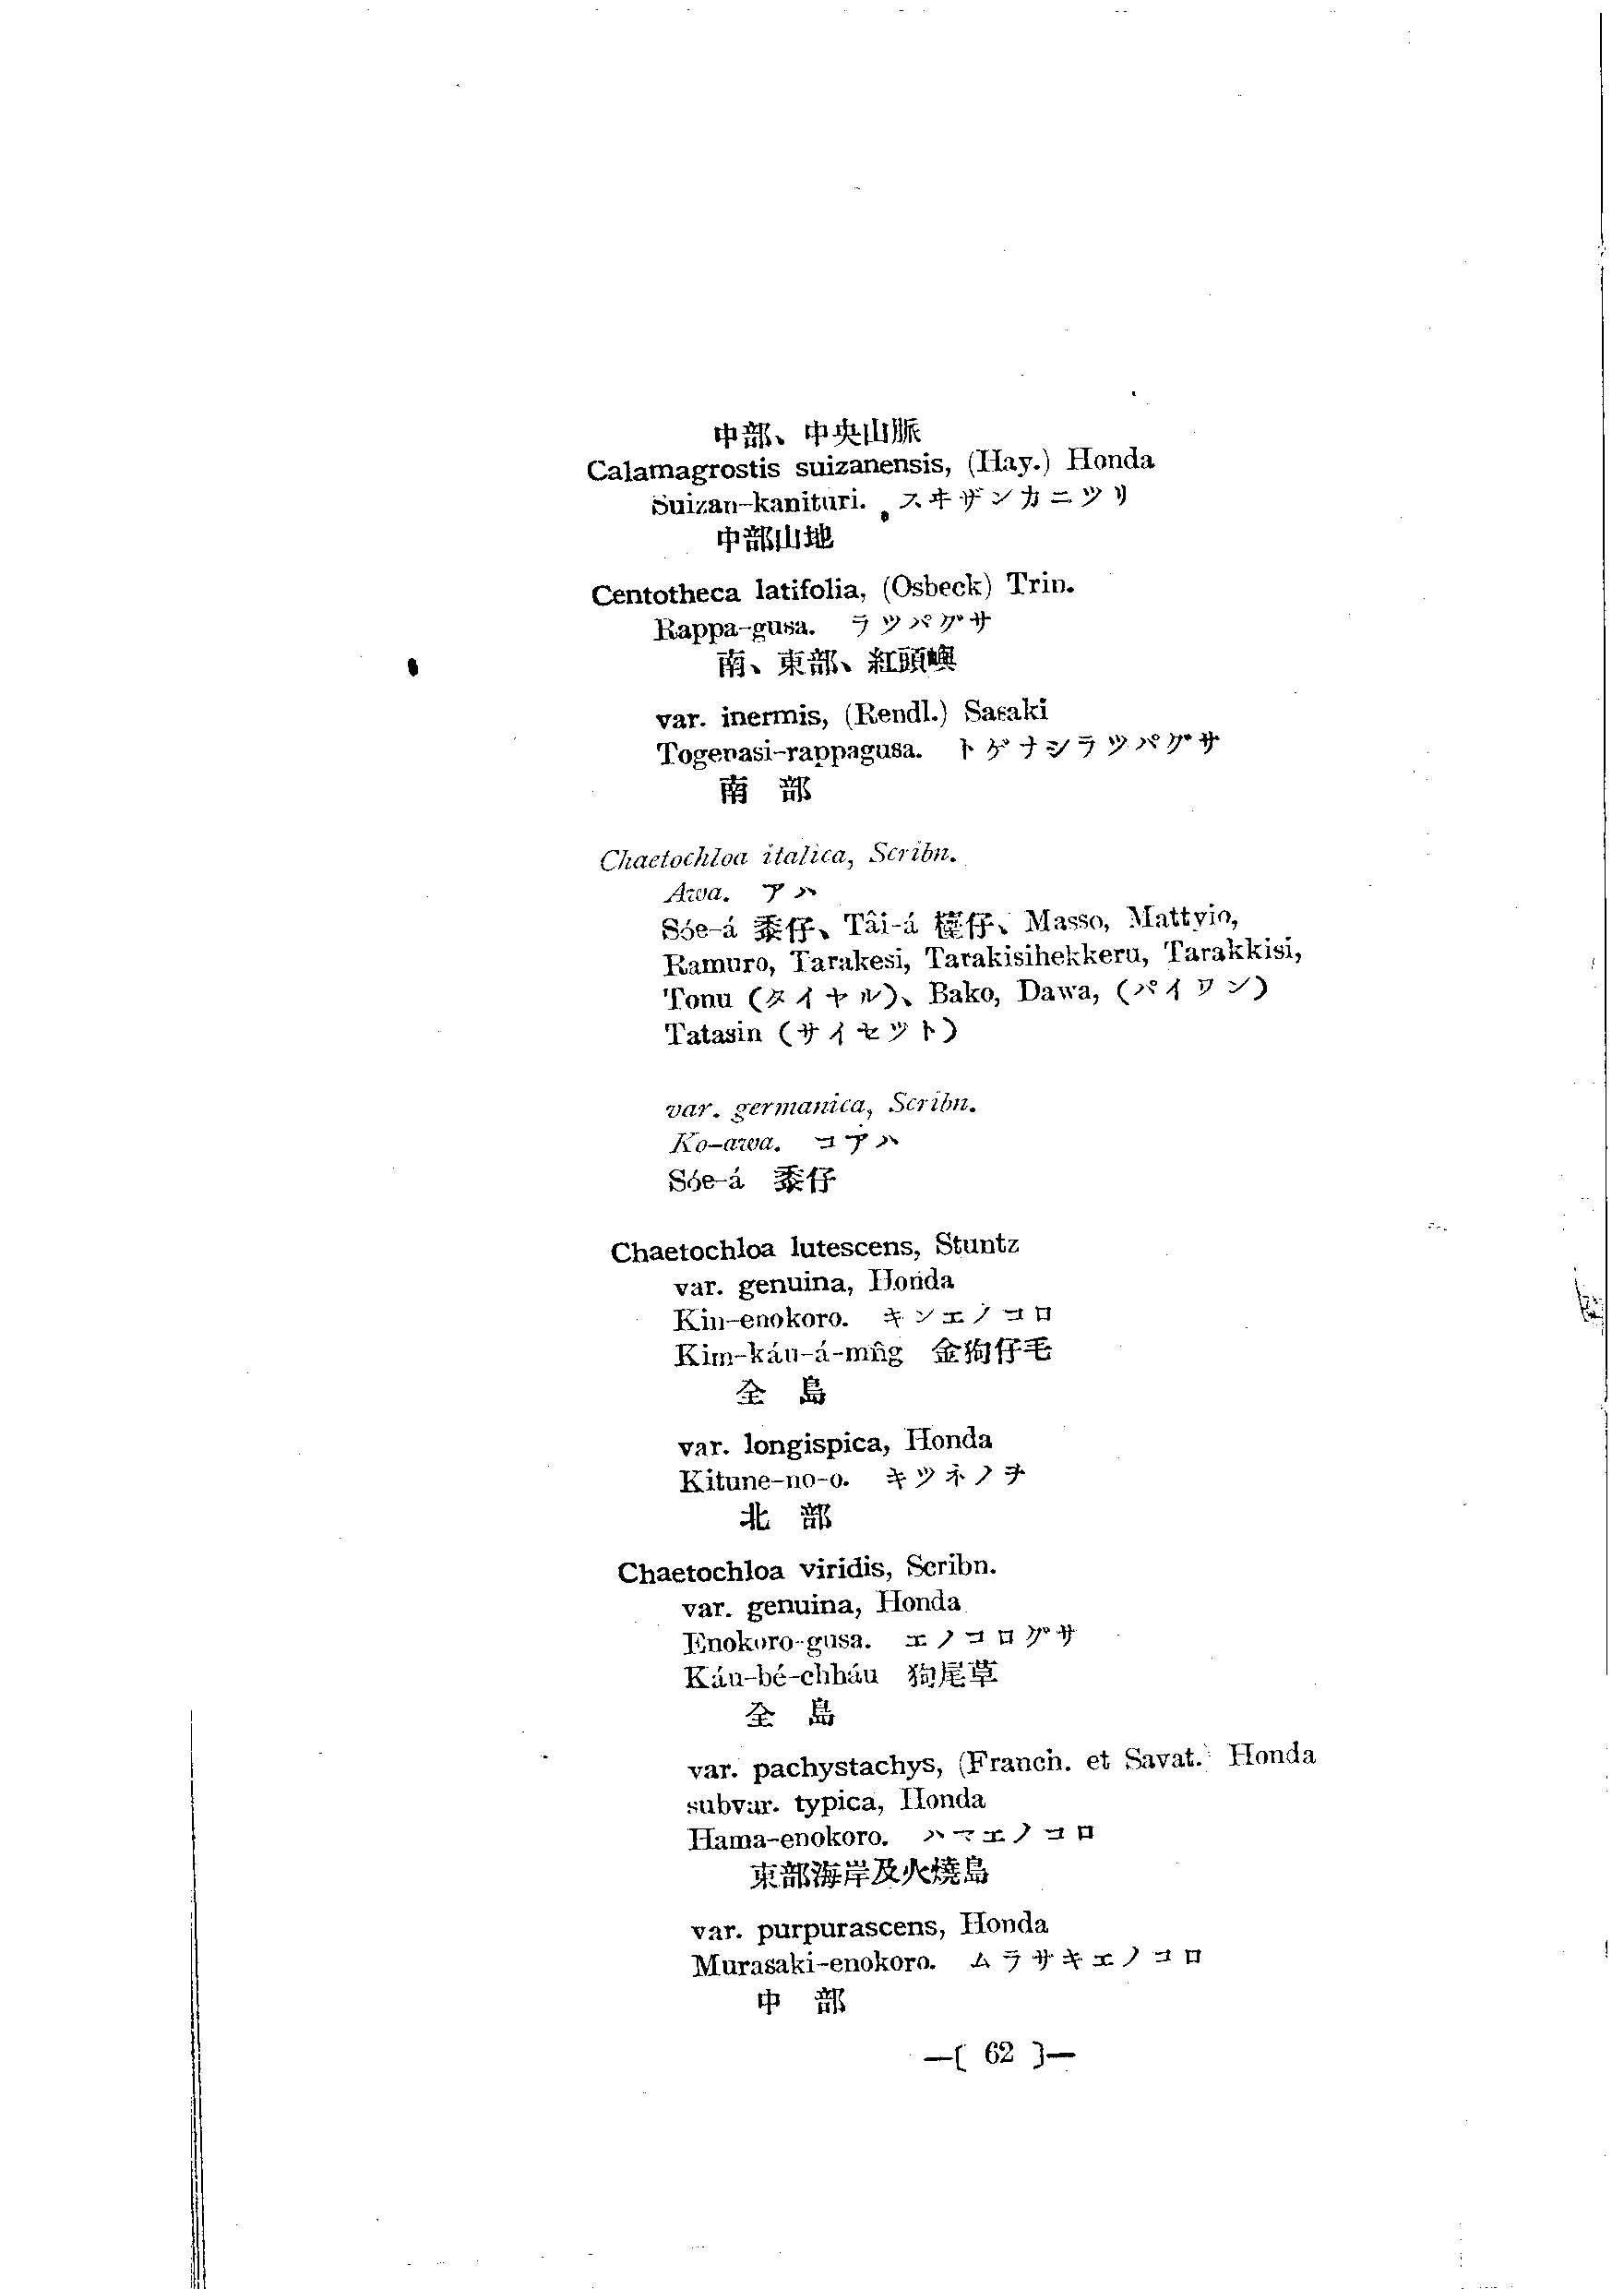 中部、中央山脈
Calamagrostis suizanensis, (Hay.) Honda
Suizan-kanituri. スヰザンカニツリ
中部山地
Centotheca latifolia, (Osbeck) Trin.
Rappa-gusa. ラツパグサ
南、東部、紅頭嶼
var. inermis, (Rendl.) Sasaki
Togenasi-rappagusa. トゲナシラツパグサ
南 部
Chaetochloa italica, Scribn.
Awa. アハ
Sóe-á 黍仔、Tâi-á 穜仔、Masso, Mattyio,
Ramuro, Tarakesi, Tarakisihekkeru, Tarakkisi,
Tonu (タイヤル)、Bako, Dawa, (パイワン)
Tatasin (サイセツト)
var. germanica, Scribn.
Ko-awa. コアハ
Sóe-á 黍仔
Chaetochloa lutescens, Stuntz
var. genuina, Honda
Kin-enokoro. キンエノコロ
Kim-káu-á-mn̂g 金狗仔毛
全 島
var. longispica, Honda
Kitune-no-o. キツネノヲ
北 部
Chaetochloa viridis, Scribn.
var. genuina, Honda
Enokoro-gusa. エノコログサ
Káu-bé-chháu 狗尾草
全 島
var. pachystachys, (Franch. et Savat.) Honda
subvar. typica, Honda
Hama-enokoro. ハマエノコロ
東部海岸及火燒島
var. purpurascens, Honda
Murasaki-enokoro. ムラサキエノコロ
中 部
—( 62 )—